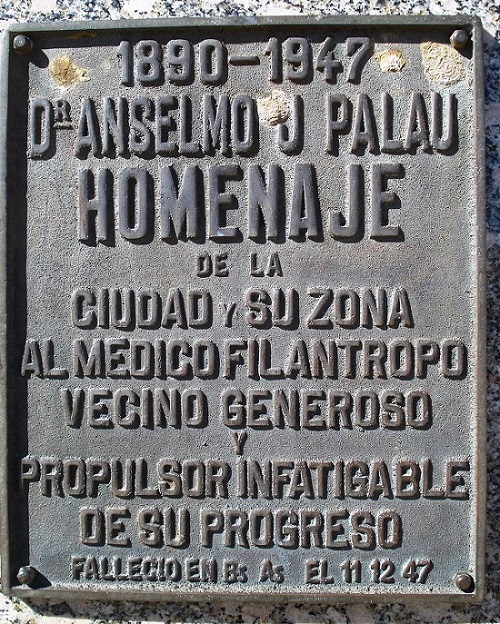 1890-1947
DR ANSELMO J PALAU
HOMENAJE
DE LA
CIUDAD Y SU ZONA
AL MEDICO FILANTROPO
VECINO GENEROSO
Y
PROPULSOR INFATIGABLE
DE SU PROGRESO
FALLECIO EN Bs As EL 11 12 47